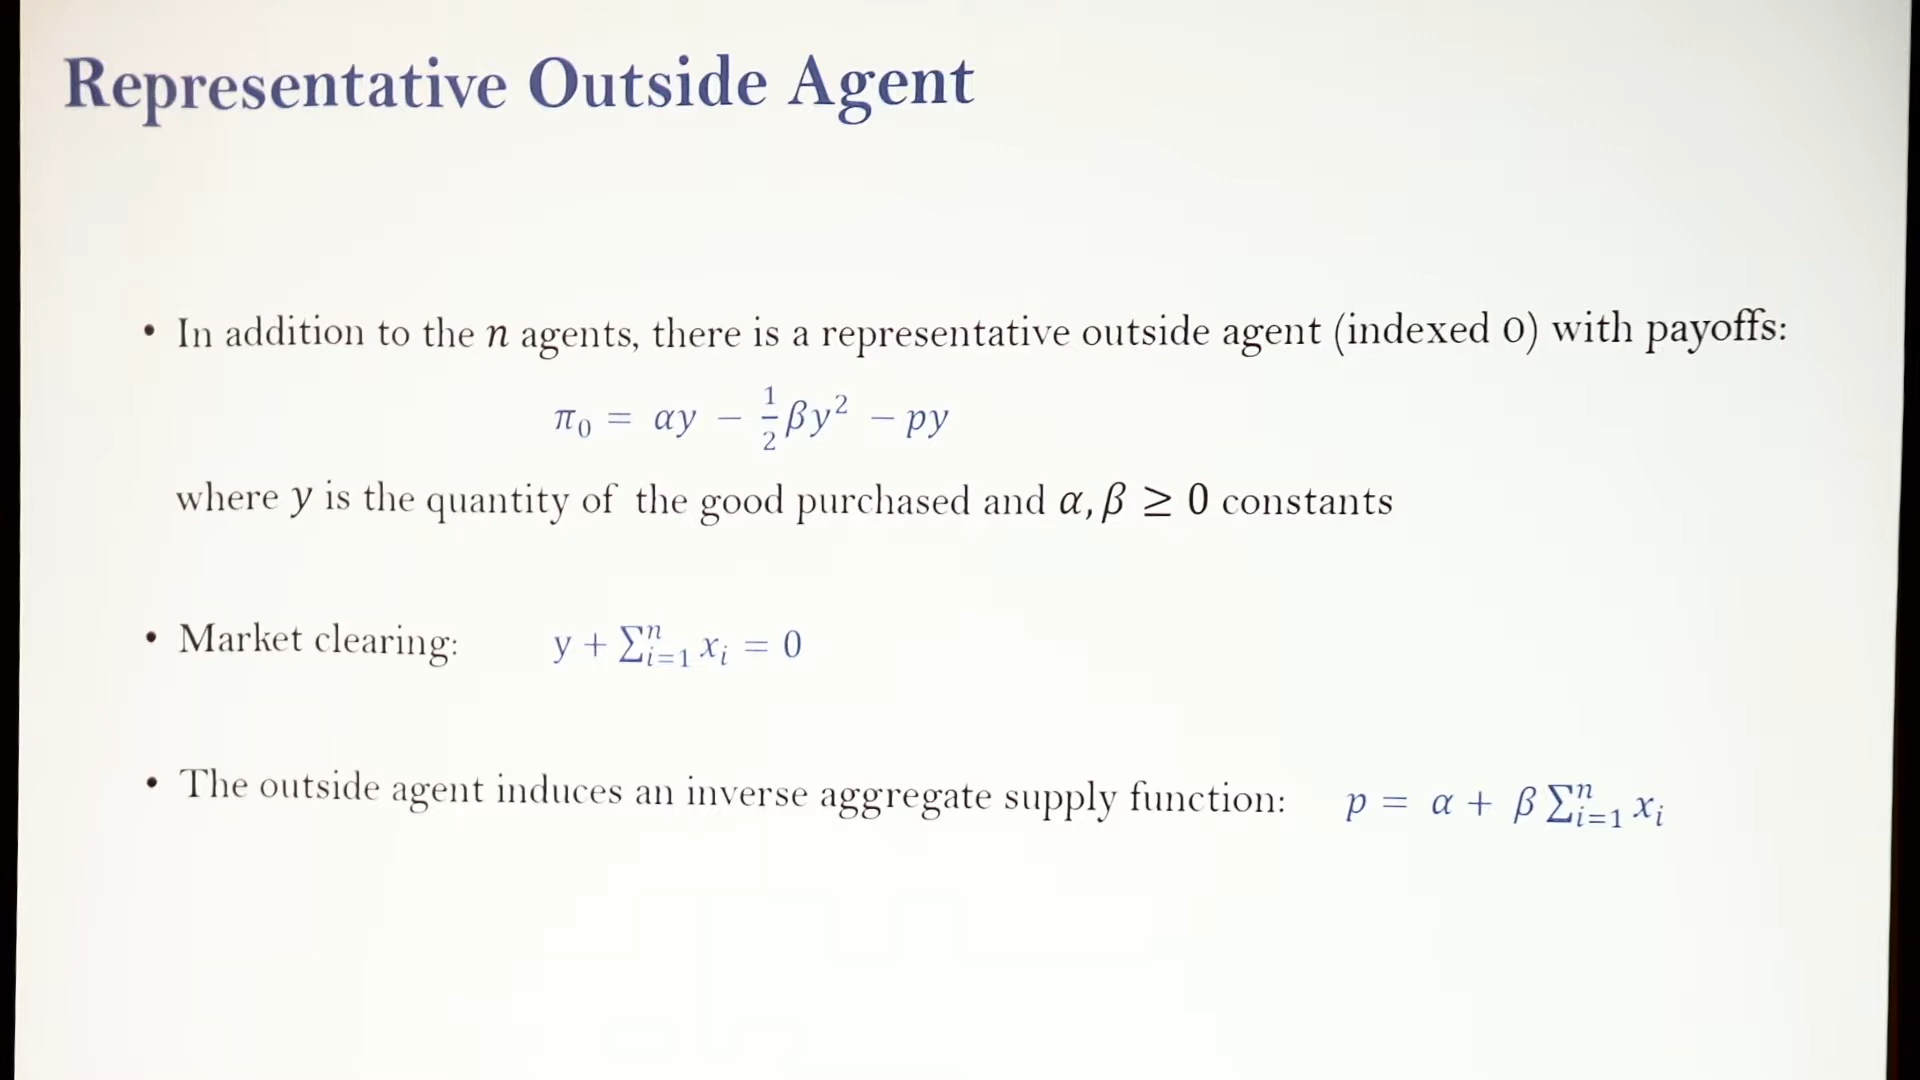 Representative Outside Agent
• In addition to the n agents, there is a representative outside agent (indexed 0) with payoffs:
π₀ = αy − ½βy² − py
where y is the quantity of the good purchased and α, β ≥ 0 constants
• Market clearing: y + ∑ⁿᵢ₌₁ xᵢ = 0
• The outside agent induces an inverse aggregate supply function: p = α + β ∑ⁿᵢ₌₁ xᵢ